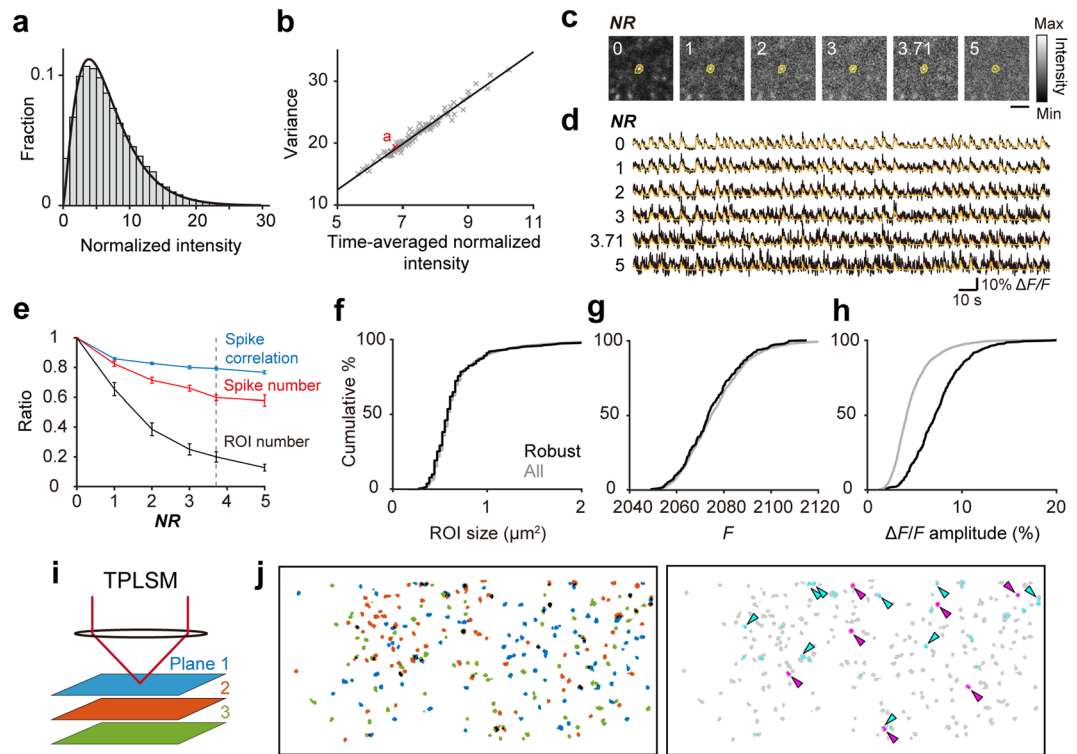 a
0.1
0
Fraction
0
5
10
15
20
25
30
Normalized intensity
b
40
30
20
10
Variance
a
5
7
9
11
Time-averaged normalized
intensity
c
NR
0
1
2
3
3.71
5
Max
Intensity
Min
d
NR
0
1
2
3
3.71
5
10% ΔF/F
10 s
e
1
0.8
0.6
0.4
0.2
0
Ratio
Spike
correlation
Spike number
ROI number
0
1
2
3
4
5
NR
f
100
50
0
Cumulative %
Robust
All
0
1
2
ROI size (µm²)
g
100
50
0
2040
2060
2080
2100
2120
F
h
100
50
0
0
10
20
ΔF/F amplitude (%)
i
TPLSM
Plane 1
2
3
j